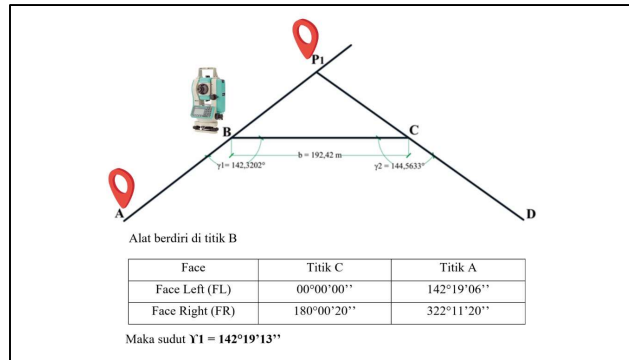 P1
B
C
b = 192,42 m
γ1= 142,3202°
γ2 = 144,5633°
A
D
Alat berdiri di titik B
Face Titik C Titik A
Face Left (FL) 00°00'00'' 142°19'06''
Face Right (FR) 180°00'20'' 322°11'20''
Maka sudut ϒ1 = 142°19'13''